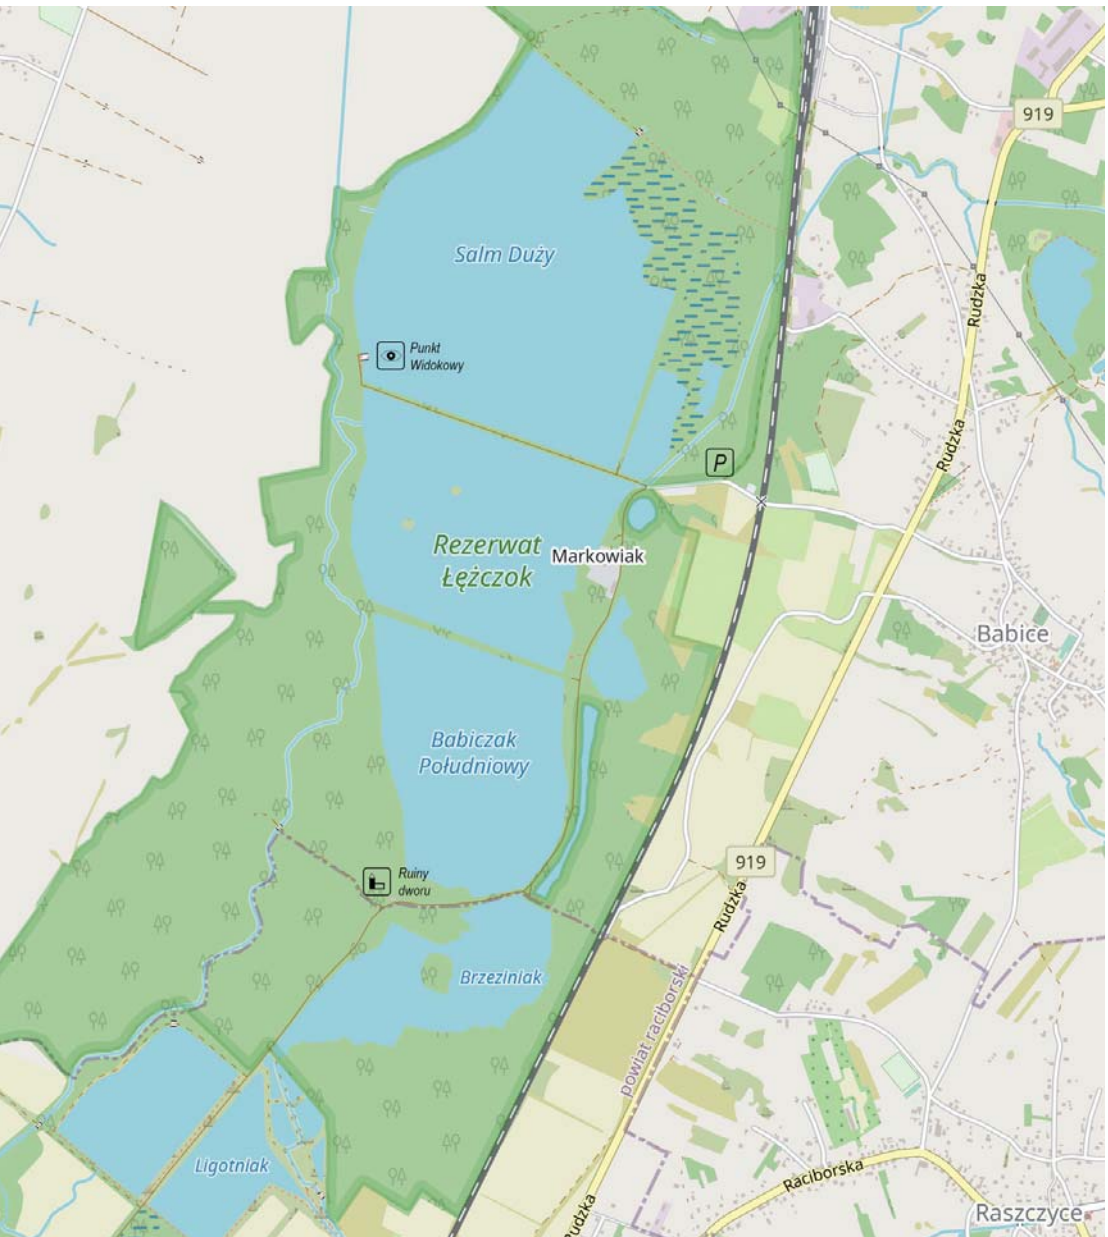 919
Salm Duży
Rudzka
Punkt
Widokowy
Rudzka
P
Rezerwat
Łężczok
Markowiak
Babice
Babiczak
Południowy
919
Ruiny
dworu
Rudzka
Brzeziniak
powiat raciborski
Ligotniak
Raciborska
Rudzka
Raszczyce